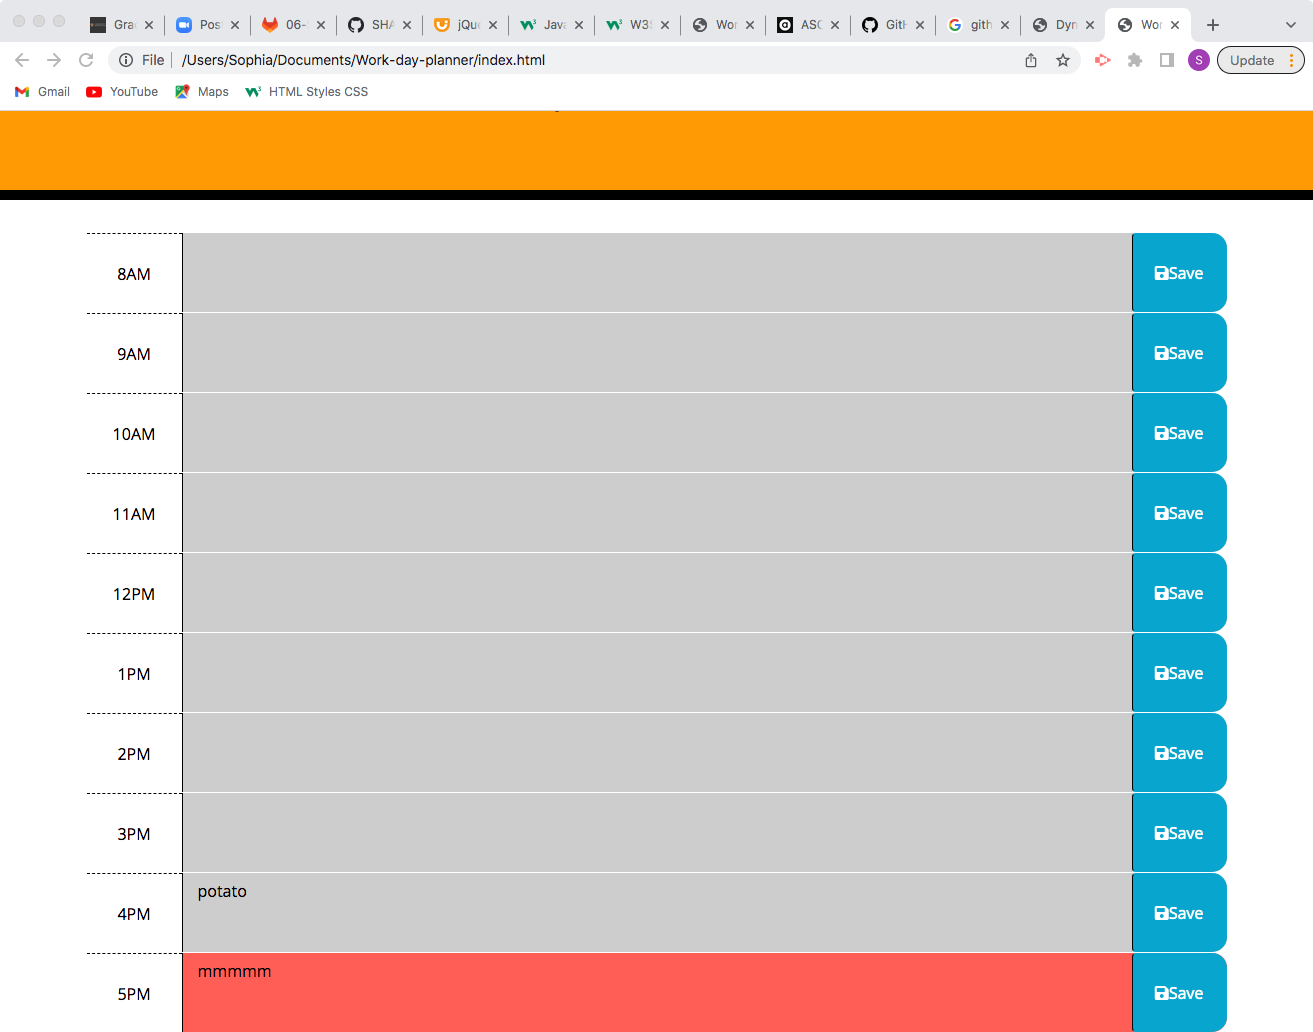 Gra Pos 06- SHA jQue Java W3S Wor ASC GitH gith Dyn Wor
File /Users/Sophia/Documents/Work-day-planner/index.html S Update
Gmail YouTube Maps HTML Styles CSS
8AM Save
9AM Save
10AM Save
11AM Save
12PM Save
1PM Save
2PM Save
3PM Save
potato
4PM Save
mmmmm
5PM Save